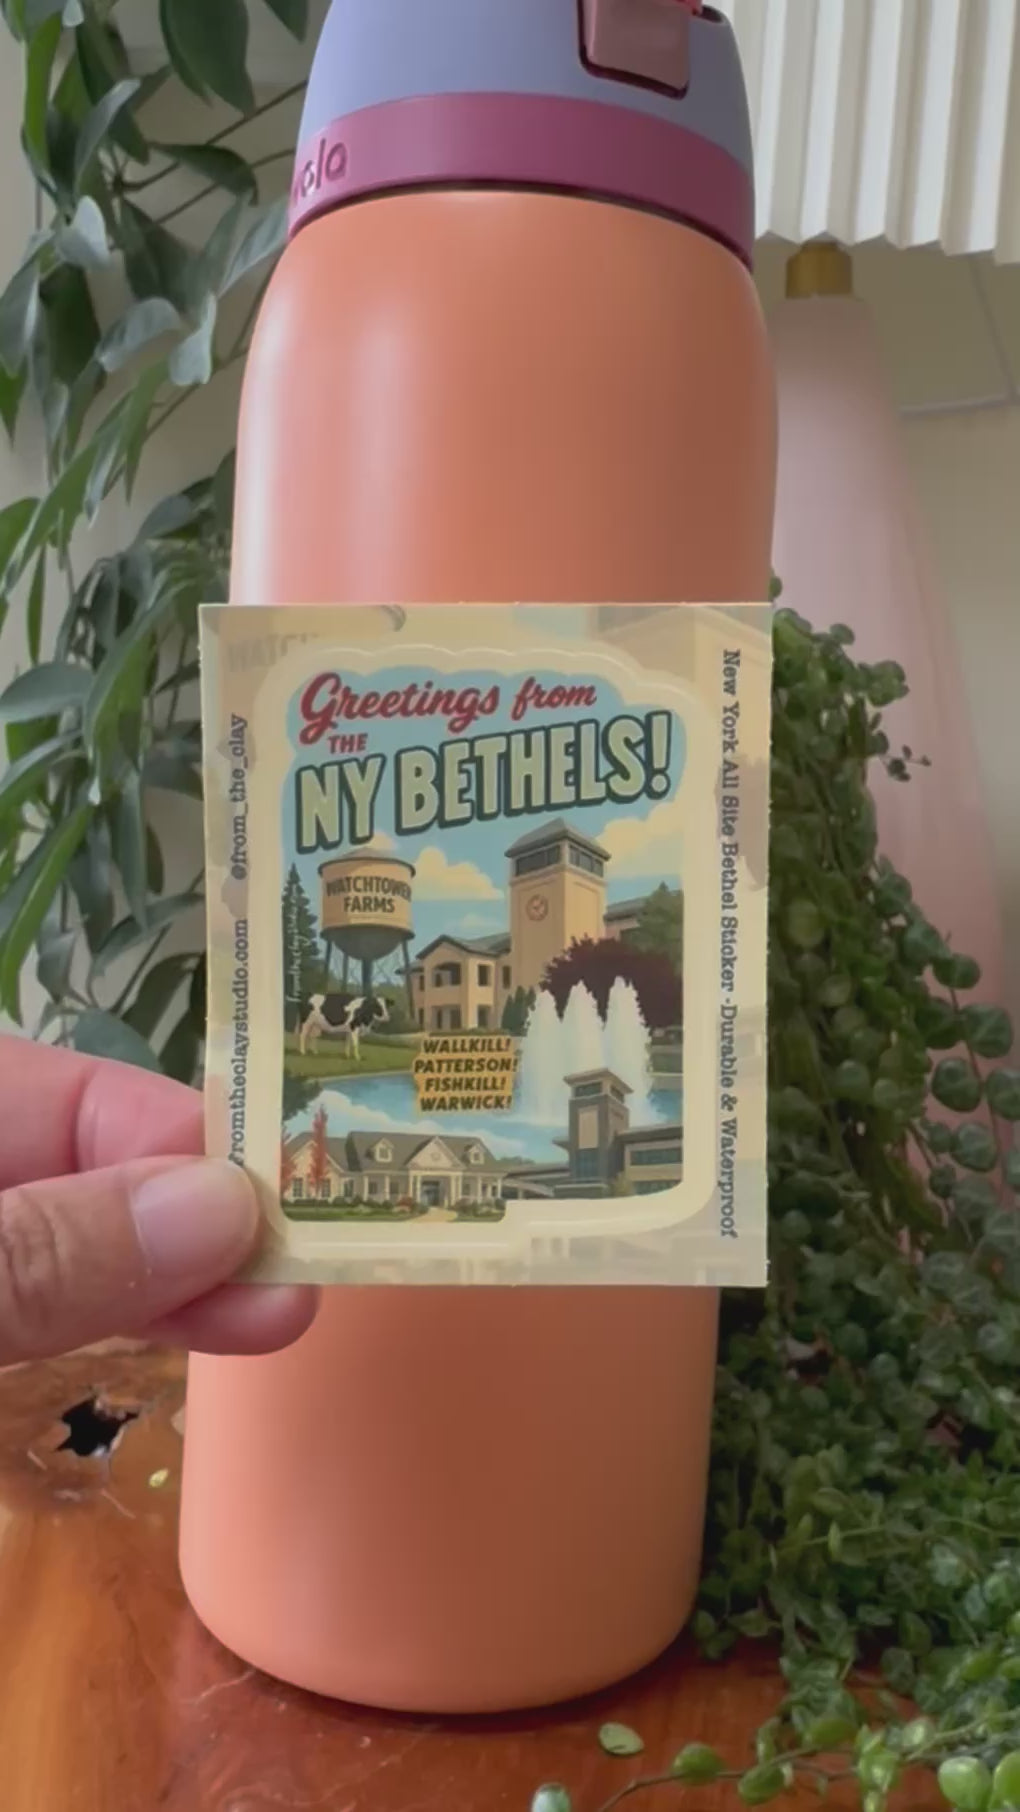 Greetings from
THE
NY BETHELS!
WATCHTOWER
FARMS
WALLKILL!
PATTERSON!
FISHKILL!
WARWICK!
fromtheclaystudio.com @from_the_clay
New York All Site Bethel Sticker -Durable & Waterproof